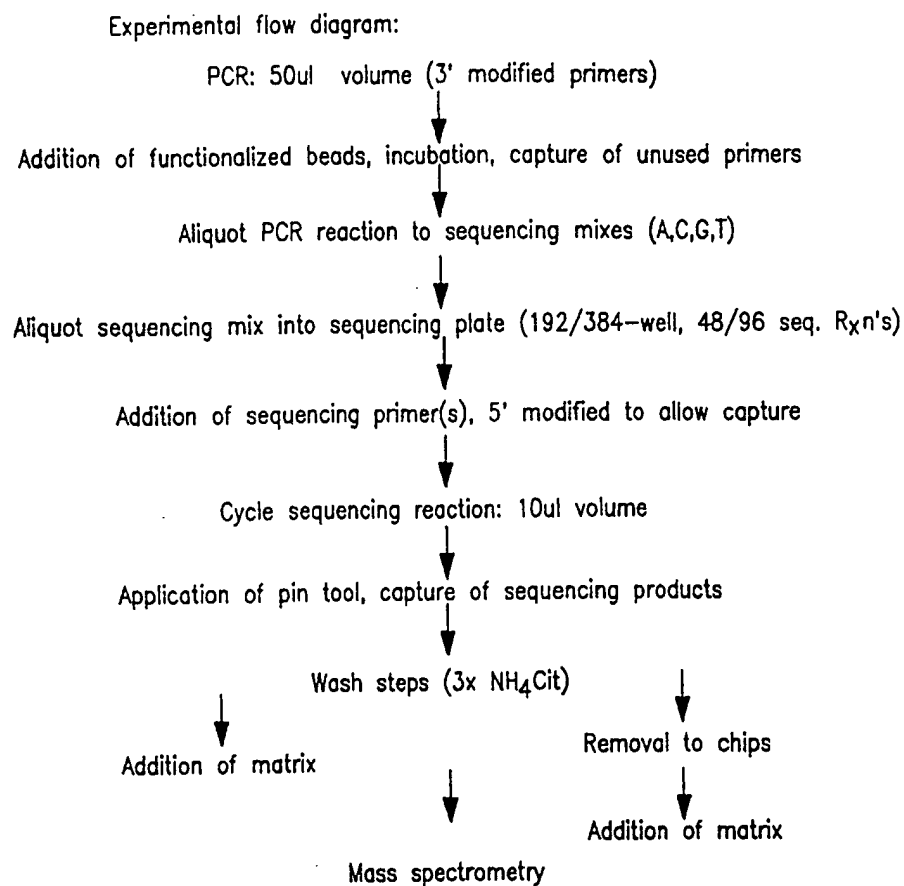 Experimental flow diagram:
PCR: 50ul volume (3' modified primers)
Addition of functionalized beads, incubation, capture of unused primers
Aliquot PCR reaction to sequencing mixes (A,C,G,T)
Aliquot sequencing mix into sequencing plate (192/384-well, 48/96 seq. RXn's)
Addition of sequencing primer(s), 5' modified to allow capture
Cycle sequencing reaction: 10ul volume
Application of pin tool, capture of sequencing products
Wash steps (3x NH4Cit)
Removal to chips
Addition of matrix
Addition of matrix
Mass spectrometry